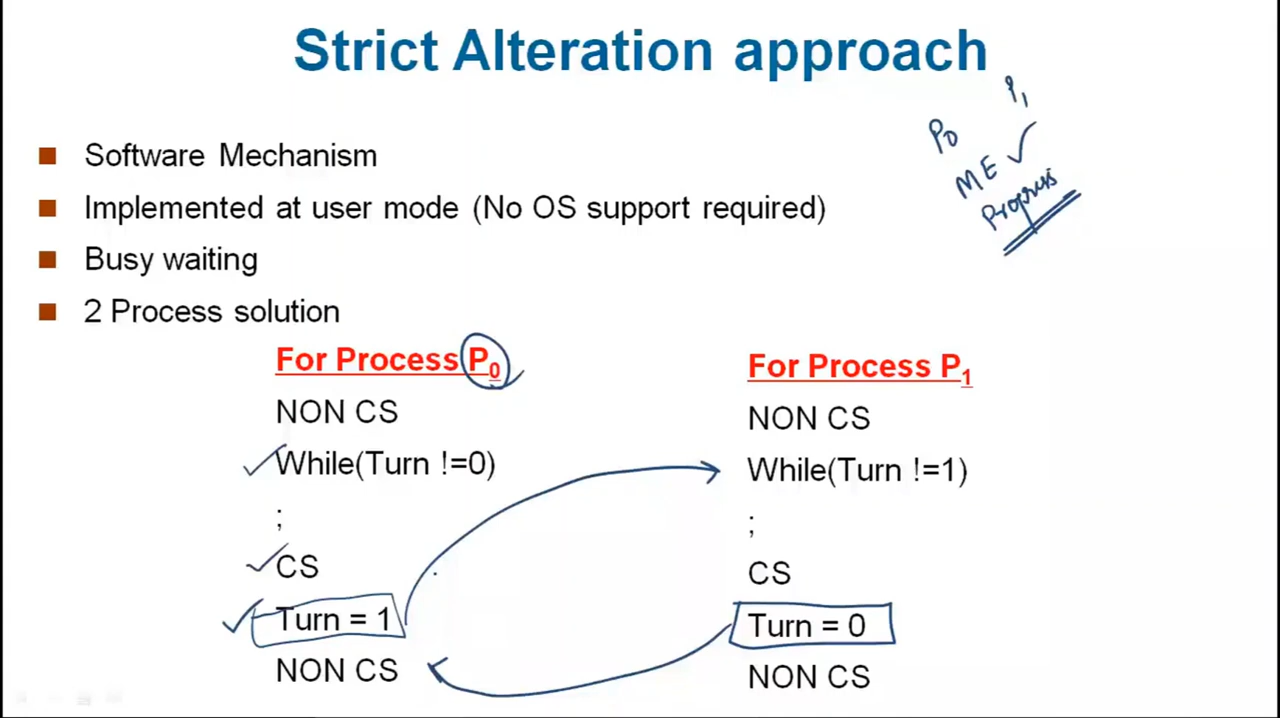 Strict Alteration approach
P1
P0
ME ✓
Progress
Software Mechanism
Implemented at user mode (No OS support required)
Busy waiting
2 Process solution
For Process P0
NON CS
While(Turn !=0)
;
CS
Turn = 1
NON CS
For Process P1
NON CS
While(Turn !=1)
;
CS
Turn = 0
NON CS